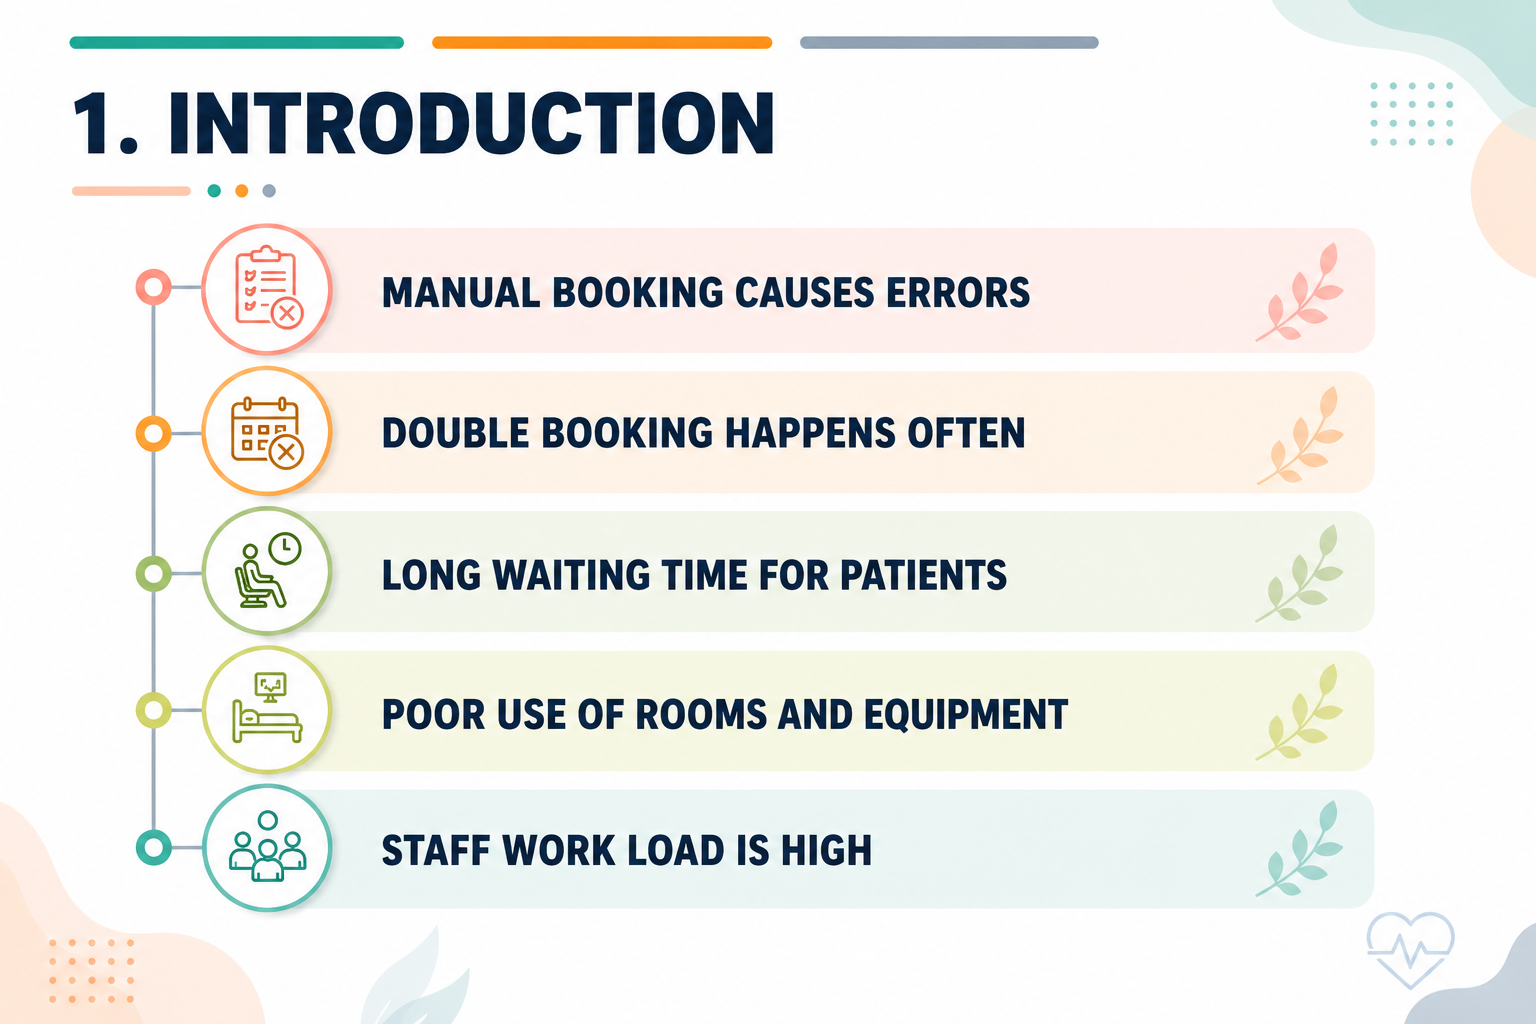 1. INTRODUCTION
MANUAL BOOKING CAUSES ERRORS
DOUBLE BOOKING HAPPENS OFTEN
LONG WAITING TIME FOR PATIENTS
POOR USE OF ROOMS AND EQUIPMENT
STAFF WORK LOAD IS HIGH